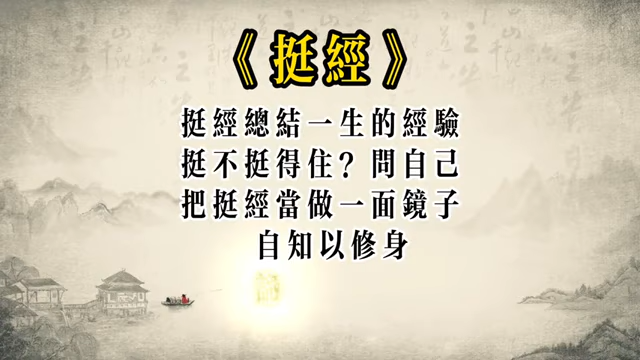 《挺經》
挺經總結一生的經驗
挺不挺得住？問自己
把挺經當做一面鏡子
自知以修身